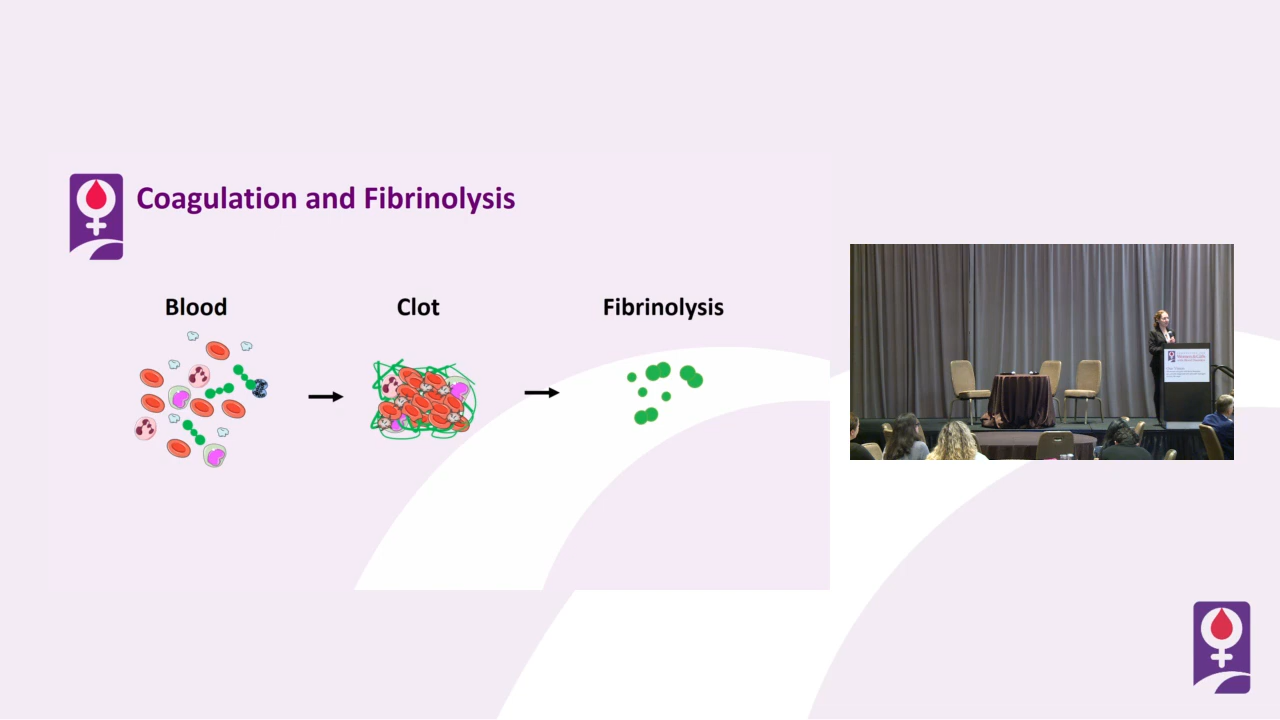 Coagulation and Fibrinolysis
Blood
Clot
Fibrinolysis